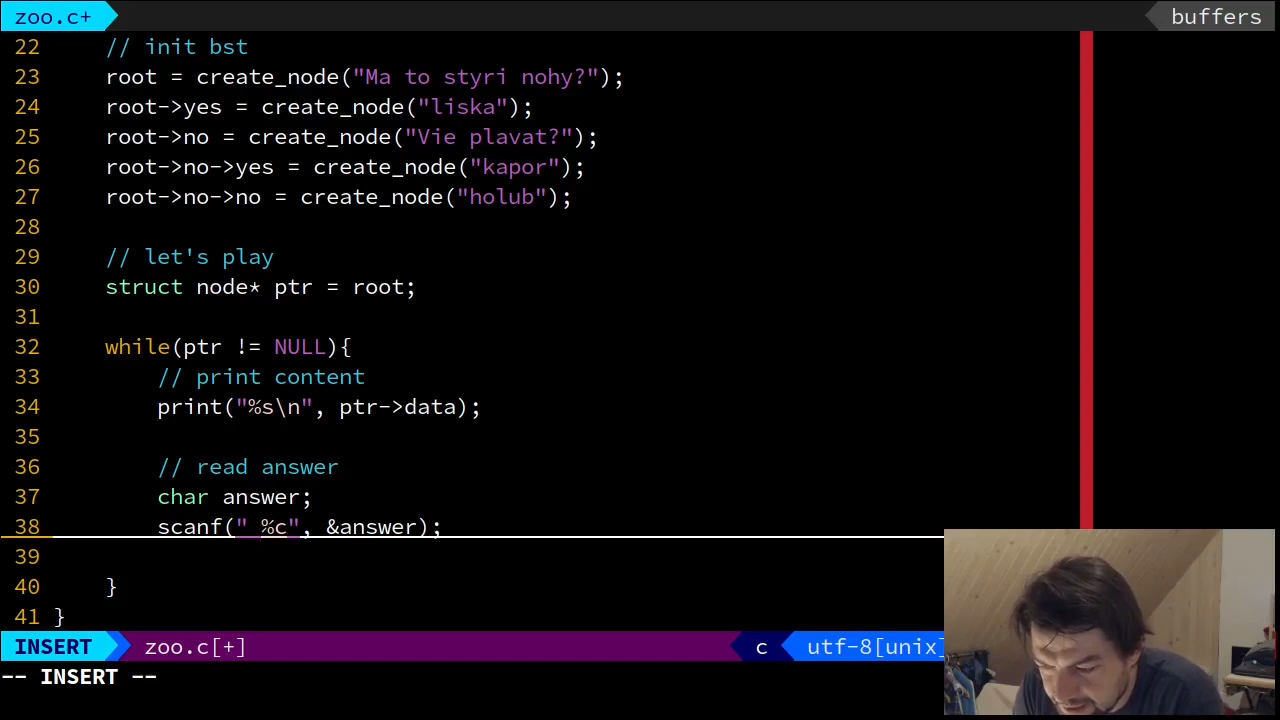 zoo.c+ buffers
22 // init bst
23 root = create_node("Ma to styri nohy?");
24 root->yes = create_node("liska");
25 root->no = create_node("Vie plavat?");
26 root->no->yes = create_node("kapor");
27 root->no->no = create_node("holub");
28
29 // let's play
30 struct node* ptr = root;
31
32 while(ptr != NULL){
33 // print content
34 print("%s\n", ptr->data);
35
36 // read answer
37 char answer;
38 scanf(" %c", &answer);
39
40 }
41 }
INSERT zoo.c[+] c utf-8[unix]
-- INSERT --